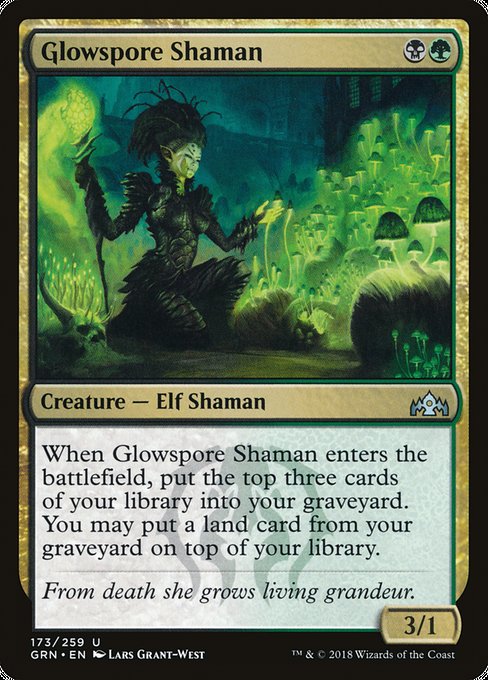 Glowspore Shaman
Creature — Elf Shaman
When Glowspore Shaman enters the
battlefield, put the top three cards
of your library into your graveyard.
You may put a land card from your
graveyard on top of your library.
From death she grows living grandeur.
3/1
173/259 U
GRN • EN Lars Grant-West
™ & © 2018 Wizards of the Coast